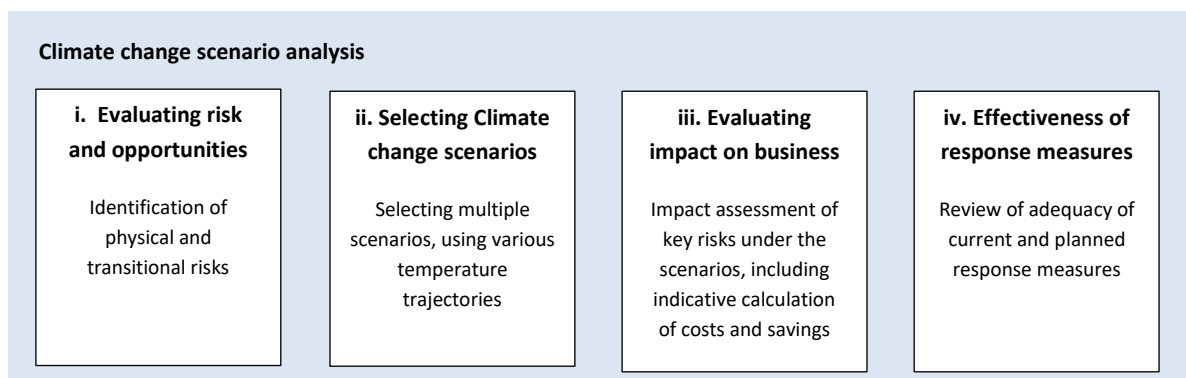 Climate change scenario analysis
i. Evaluating risk
and opportunities
Identification of
physical and
transitional risks
ii. Selecting Climate
change scenarios
Selecting multiple
scenarios, using various
temperature
trajectories
iii. Evaluating
impact on business
Impact assessment of
key risks under the
scenarios, including
indicative calculation
of costs and savings
iv. Effectiveness of
response measures
Review of adequacy of
current and planned
response measures